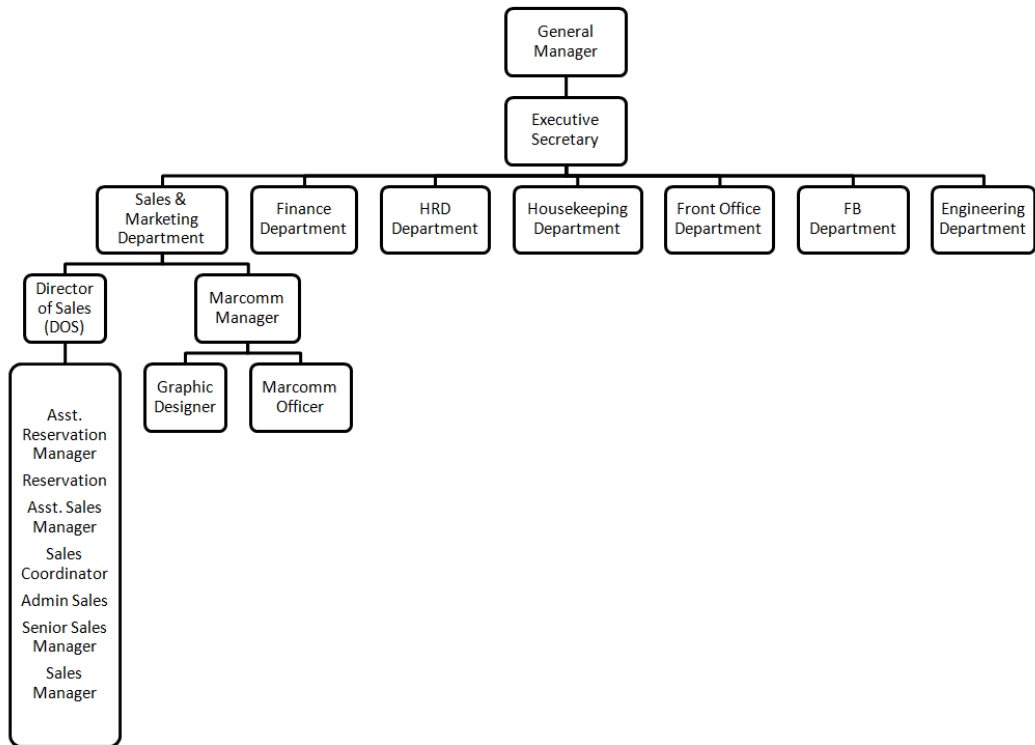 General
Manager
Executive
Secretary
Sales &
Marketing
Department
Finance
Department
HRD
Department
Housekeeping
Department
Front Office
Department
FB
Department
Engineering
Department
Director
of Sales
(DOS)
Marcomm
Manager
Graphic
Designer
Marcomm
Officer
Asst.
Reservation
Manager
Reservation
Asst. Sales
Manager
Sales
Coordinator
Admin Sales
Senior Sales
Manager
Sales
Manager